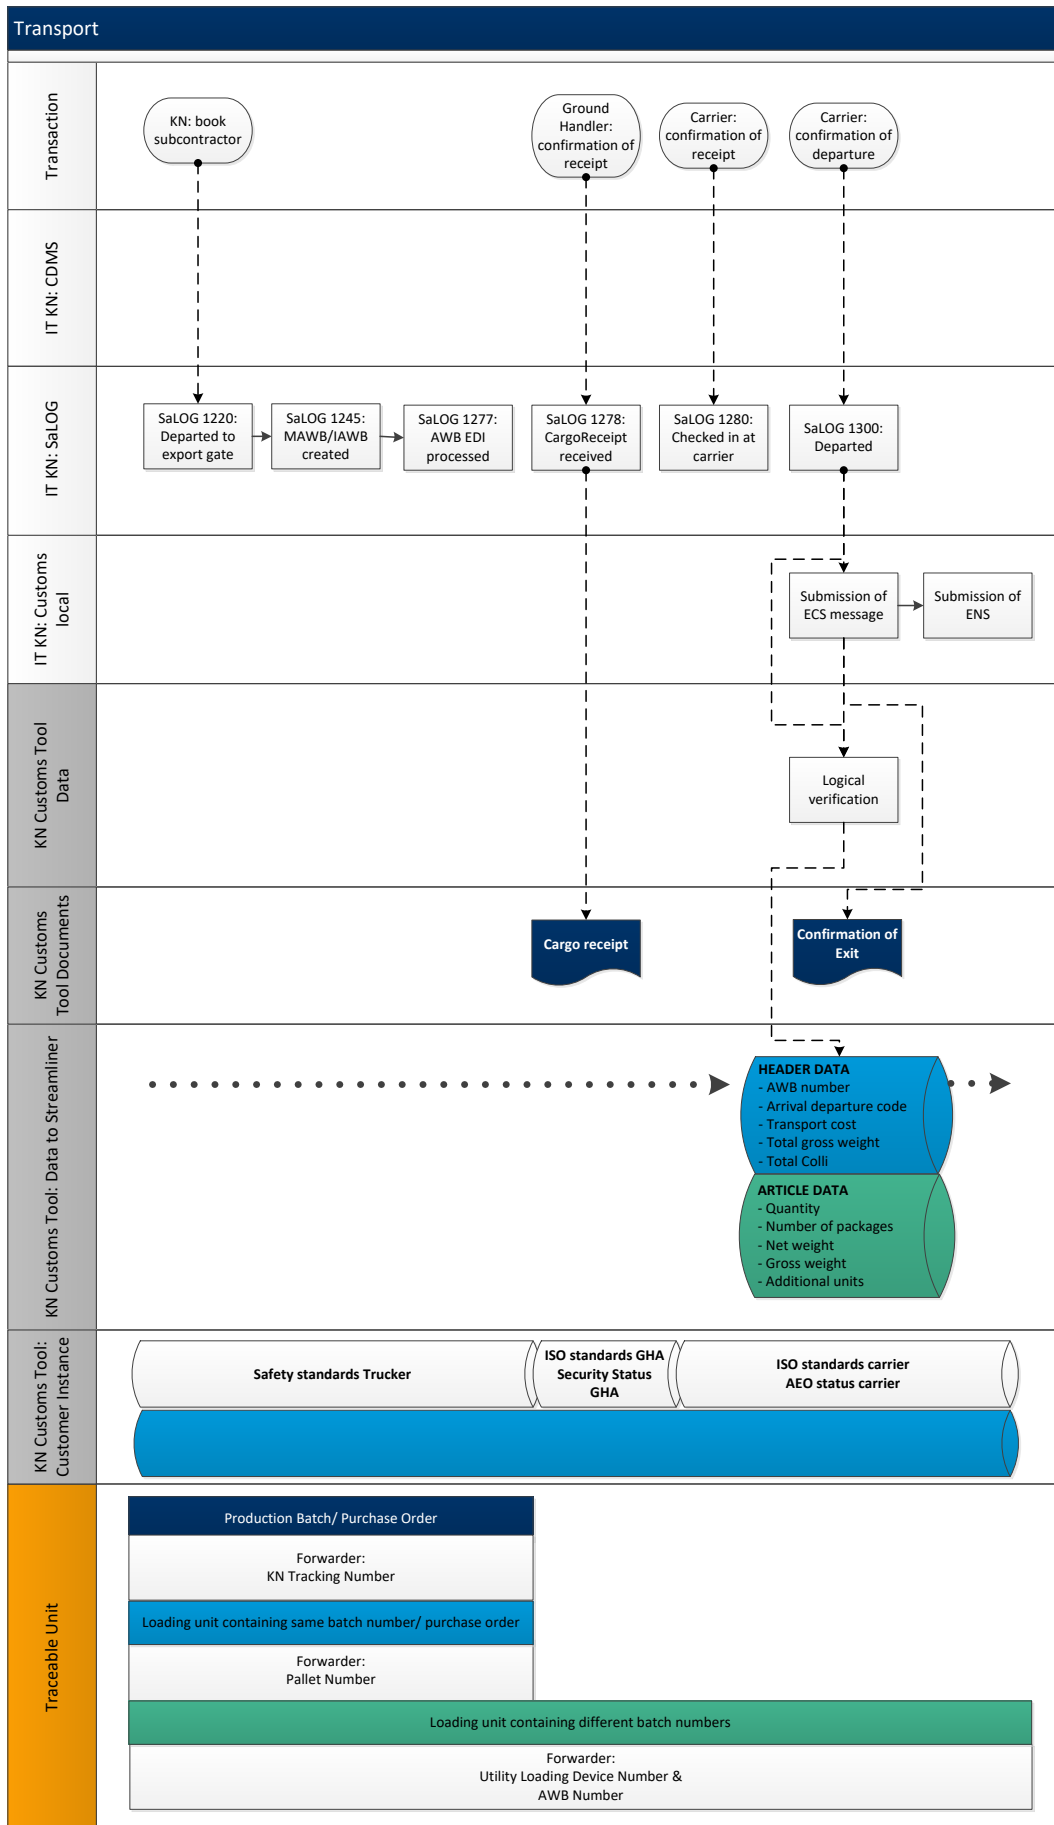 Transport
Transaction
KN: book
subcontractor
Ground
Handler:
confirmation of
receipt
Carrier:
confirmation of
receipt
Carrier:
confirmation of
departure
IT KN: CDMS
IT KN: SaLOG
SaLOG 1220:
Departed to
export gate
SaLOG 1245:
MAWB/IAWB
created
SaLOG 1277:
AWB EDI
processed
SaLOG 1278:
CargoReceipt
received
SaLOG 1280:
Checked in at
carrier
SaLOG 1300:
Departed
IT KN: Customs
local
Submission of
ECS message
Submission of
ENS
KN Customs Tool
Data
Logical
verification
KN Customs
Tool Documents
Cargo receipt
Confirmation of
Exit
KN Customs Tool: Data to Streamliner
HEADER DATA
- AWB number
- Arrival departure code
- Transport cost
- Total gross weight
- Total Colli
ARTICLE DATA
- Quantity
- Number of packages
- Net weight
- Gross weight
- Additional units
KN Customs Tool:
Customer Instance
Safety standards Trucker
ISO standards GHA
Security Status
GHA
ISO standards carrier
AEO status carrier
Traceable Unit
Production Batch/ Purchase Order
Forwarder:
KN Tracking Number
Loading unit containing same batch number/ purchase order
Forwarder:
Pallet Number
Loading unit containing different batch numbers
Forwarder:
Utility Loading Device Number &
AWB Number